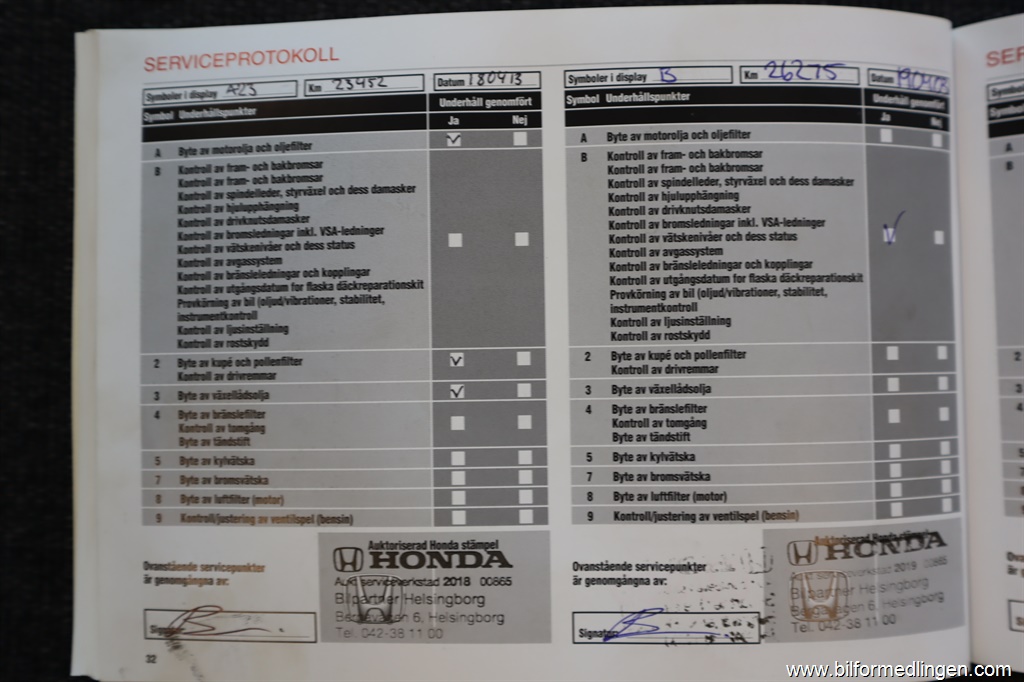 SERVICEPROTOKOLL
Symboler i display A23 Km 23452 Datum 180413
Symbol Underhållspunkter Underhåll genomfört
Ja Nej
A Byte av motorolja och oljefilter
B Kontroll av fram- och bakbromsar
Kontroll av fram- och bakbromsar
Kontroll av spindelleder, styrväxel och dess damasker
Kontroll av hjulupphängning
Kontroll av drivknutsdamasker
Kontroll av bromsledningar inkl. VSA-ledninger
Kontroll av vätskenivåer och dess status
Kontroll av avgassystem
Kontroll av bränsleledningar och kopplingar
Kontroll av utgångsdatum for flaska däckreparationskit
Provkörning av bil (oljud/vibrationer, stabilitet,
instrumentkontroll
Kontroll av ljusinställning
Kontroll av rostskydd
2 Byte av kupé och pollenfilter
Kontroll av drivremmar
3 Byte av växellådsolja
4 Byte av bränslefilter
Kontroll av tomgång
Byte av tändstift
5 Byte av kylvätska
7 Byte av bromsvätska
8 Byte av luftfilter (motor)
9 Kontroll/justering av ventilspel (bensin)
Ovanstående servicepunkter
är genomgångna av:
Auktoriserad Honda stämpel
HONDA
Aukt serviceverkstad 2018 00865
Bilpartner Helsingborg
Bergavägen 6, Helsingborg
Tel. 042-38 11 00
32
Symboler i display B Km 26275 Datum
Symbol Underhållspunkter Underhåll genomfört
Ja Nej
A Byte av motorolja och oljefilter
B Kontroll av fram- och bakbromsar
Kontroll av fram- och bakbromsar
Kontroll av spindelleder, styrväxel och dess damasker
Kontroll av hjulupphängning
Kontroll av drivknutsdamasker
Kontroll av bromsledningar inkl. VSA-ledninger
Kontroll av vätskenivåer och dess status
Kontroll av avgassystem
Kontroll av bränsleledningar och kopplingar
Kontroll av utgångsdatum for flaska däckreparationskit
Provkörning av bil (oljud/vibrationer, stabilitet,
instrumentkontroll
Kontroll av ljusinställning
Kontroll av rostskydd
2 Byte av kupé och pollenfilter
Kontroll av drivremmar
3 Byte av växellådsolja
4 Byte av bränslefilter
Kontroll av tomgång
Byte av tändstift
5 Byte av kylvätska
7 Byte av bromsvätska
8 Byte av luftfilter (motor)
9 Kontroll/justering av ventilspel (bensin)
Ovanstående servicepunkter
är genomgångna av:
Signatur
HONDA
2019 00865
Bergavägen 6, Helsingborg
Tel. 042-38 11 00
www.bilformedlingen.com